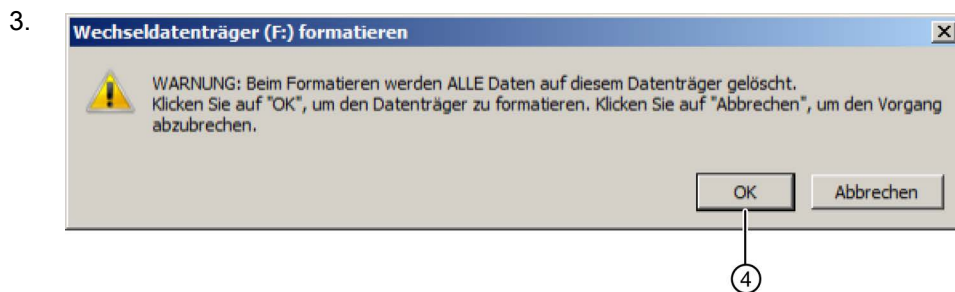 3.
Wechseldatenträger (F:) formatieren
WARNUNG: Beim Formatieren werden ALLE Daten auf diesem Datenträger gelöscht.
Klicken Sie auf "OK", um den Datenträger zu formatieren. Klicken Sie auf "Abbrechen", um den Vorgang
abzubrechen.
OK
Abbrechen
4